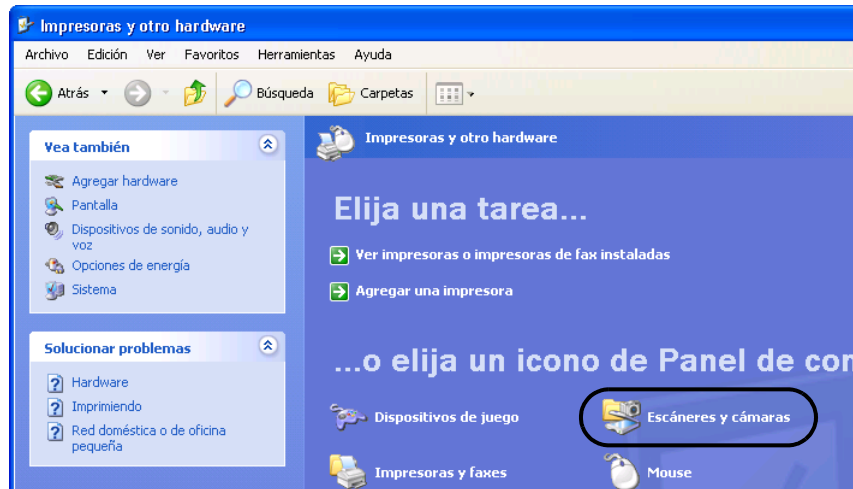 Impresoras y otro hardware
Archivo Edición Ver Favoritos Herramientas Ayuda
Atrás Búsqueda Carpetas
Vea también
Agregar hardware
Pantalla
Dispositivos de sonido, audio y
voz
Opciones de energía
Sistema
Solucionar problemas
Hardware
Imprimiendo
Red doméstica o de oficina
pequeña
Impresoras y otro hardware
Elija una tarea...
Ver impresoras o impresoras de fax instaladas
Agregar una impresora
...o elija un icono de Panel de con
Dispositivos de juego
Escáneres y cámaras
Impresoras y faxes
Mouse